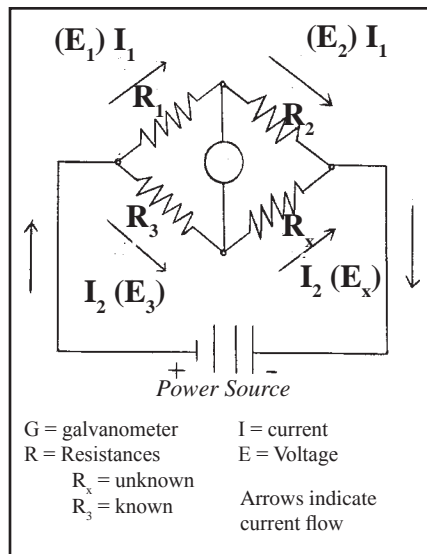 (E₁) I₁ (E₂) I₁
R₁ R₂
R₃ Rₓ
I₂ (E₃) I₂ (Eₓ)
+ -
Power Source
G = galvanometer I = current
R = Resistances E = Voltage
Rₓ = unknown
R₃ = known
Arrows indicate
current flow